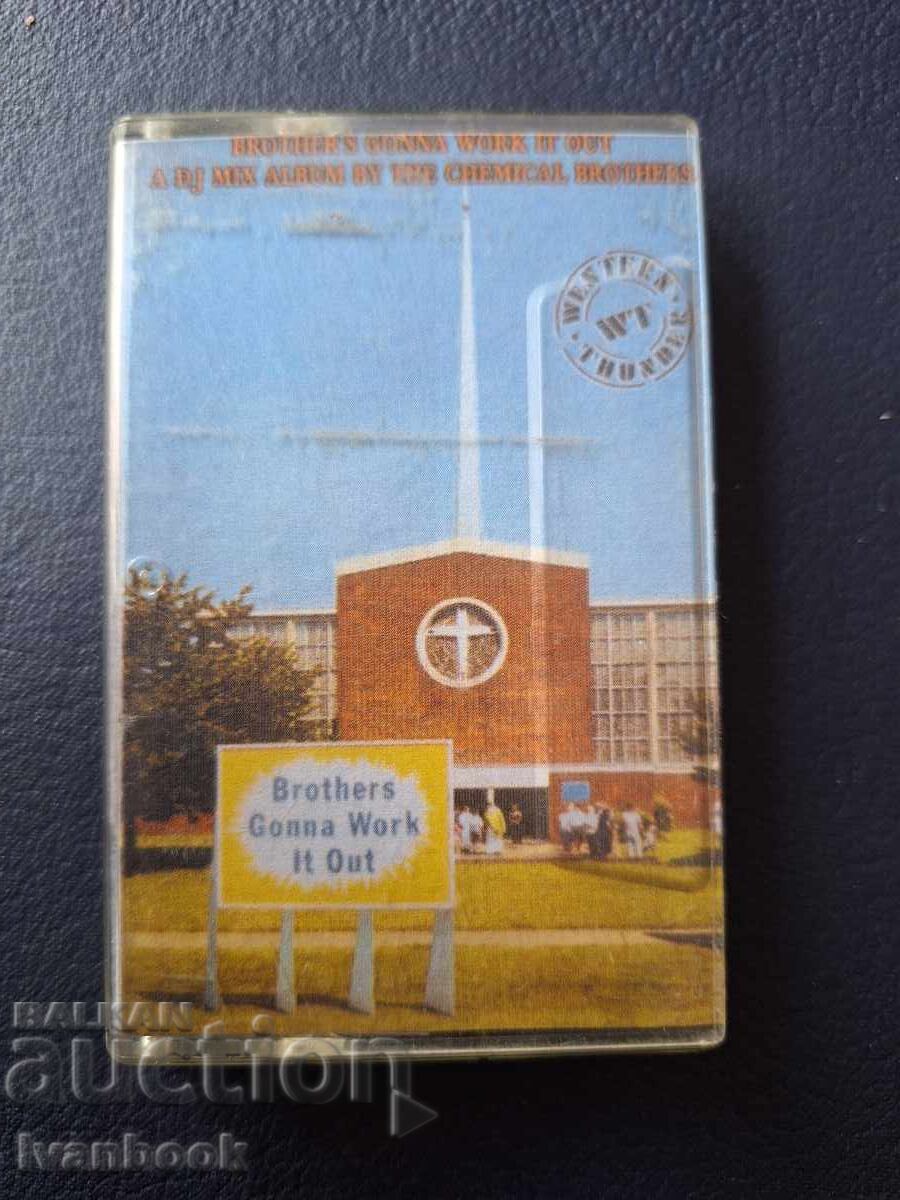 BROTHER'S GONNA WORK IT OUT
A DJ MIX ALBUM BY THE CHEMICAL BROTHERS
WESTERN
WT
THUNDER
Brothers
Gonna Work
It Out
BALKAN
auction
Ivanbook